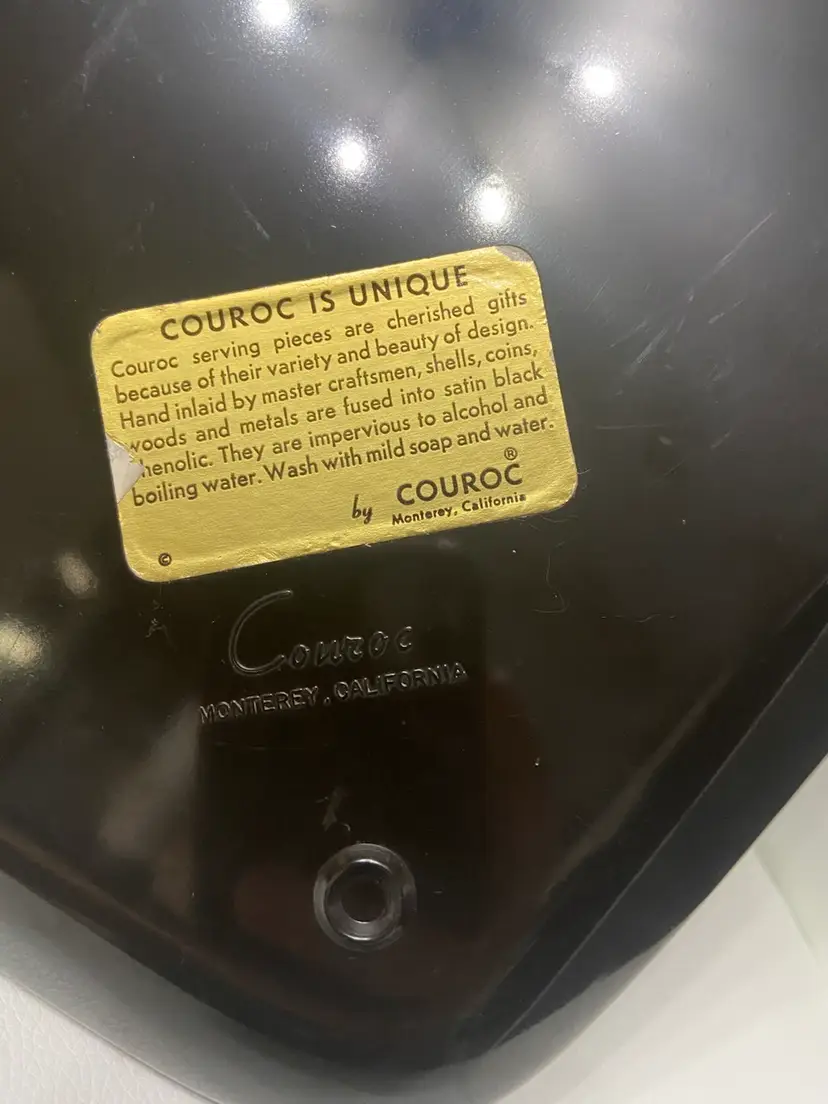 COUROC IS UNIQUE
Couroc serving pieces are cherished gifts
because of their variety and beauty of design.
Hand inlaid by master craftsmen, shells, coins,
woods and metals are fused into satin black
henolic. They are impervious to alcohol and
boiling water. Wash with mild soap and water.
by COUROC®
Monterey, California
©
Couroc
MONTEREY, CALIFORNIA